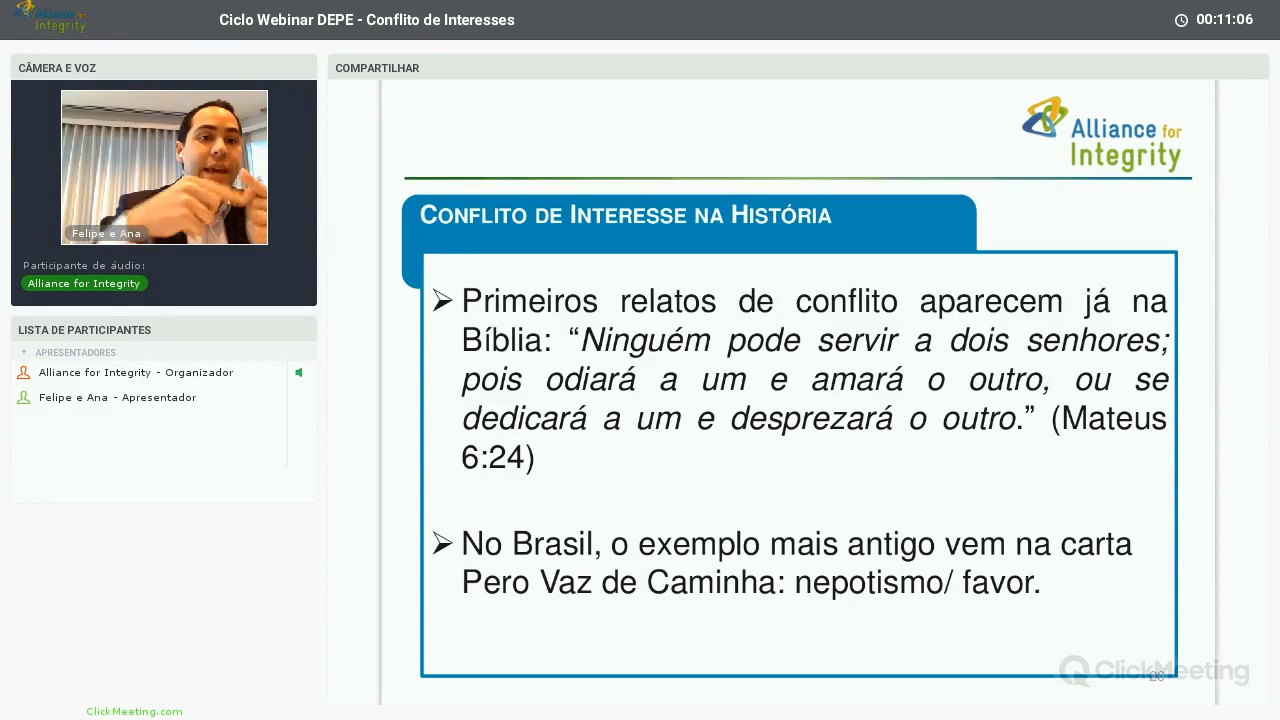 Alliance for
Integrity
Ciclo Webinar DEPE - Conflito de Interesses
00:11:06
CÂMERA E VOZ
Felipe e Ana
Participante de áudio:
Alliance for Integrity
LISTA DE PARTICIPANTES
APRESENTADORES
Alliance for Integrity - Organizador
Felipe e Ana - Apresentador
COMPARTILHAR
Alliance for
Integrity
CONFLITO DE INTERESSE NA HISTÓRIA
Primeiros relatos de conflito aparecem já na
Bíblia: “Ninguém pode servir a dois senhores;
pois odiará a um e amará o outro, ou se
dedicará a um e desprezará o outro.” (Mateus
6:24)
No Brasil, o exemplo mais antigo vem na carta
Pero Vaz de Caminha: nepotismo/ favor.
ClickMeeting
ClickMeeting.com